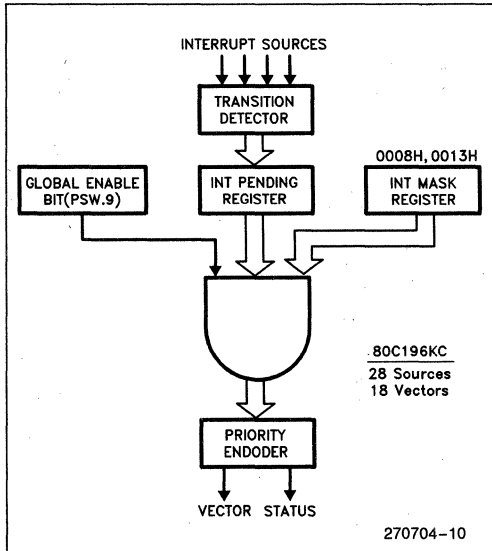 INTERRUPT SOURCES
TRANSITION
DETECTOR
0008H, 0013H
GLOBAL ENABLE
BIT(PSW.9)
INT PENDING
REGISTER
INT MASK
REGISTER
80C196KC
28 Sources
18 Vectors
PRIORITY
ENDODER
VECTOR STATUS
270704-10